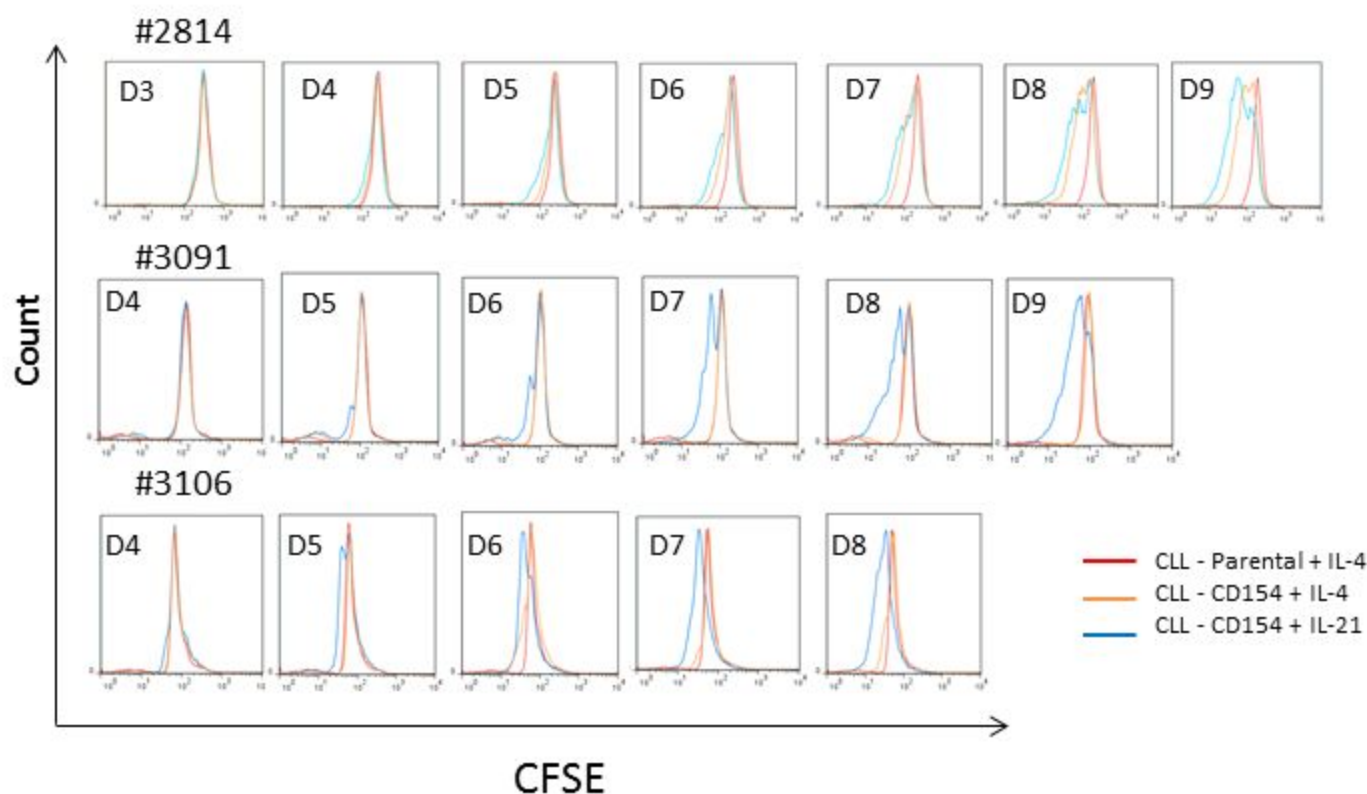 #2814
D3 D4 D5 D6 D7 D8 D9
#3091
D4 D5 D6 D7 D8 D9
#3106
D4 D5 D6 D7 D8
Count
CFSE
CLL - Parental + IL-4
CLL - CD154 + IL-4
CLL - CD154 + IL-21